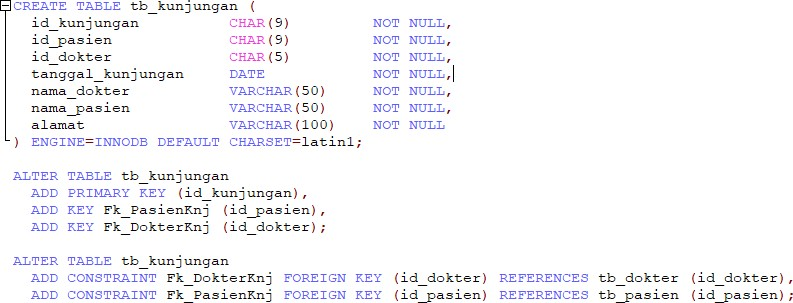 CREATE TABLE tb_kunjungan (
id_kunjungan CHAR(9) NOT NULL,
id_pasien CHAR(9) NOT NULL,
id_dokter CHAR(5) NOT NULL,
tanggal_kunjungan DATE NOT NULL,
nama_dokter VARCHAR(50) NOT NULL,
nama_pasien VARCHAR(50) NOT NULL,
alamat VARCHAR(100) NOT NULL
) ENGINE=INNODB DEFAULT CHARSET=latin1;
ALTER TABLE tb_kunjungan
ADD PRIMARY KEY (id_kunjungan),
ADD KEY Fk_PasienKnj (id_pasien),
ADD KEY Fk_DokterKnj (id_dokter);
ALTER TABLE tb_kunjungan
ADD CONSTRAINT Fk_DokterKnj FOREIGN KEY (id_dokter) REFERENCES tb_dokter (id_dokter),
ADD CONSTRAINT Fk_PasienKnj FOREIGN KEY (id_pasien) REFERENCES tb_pasien (id_pasien);